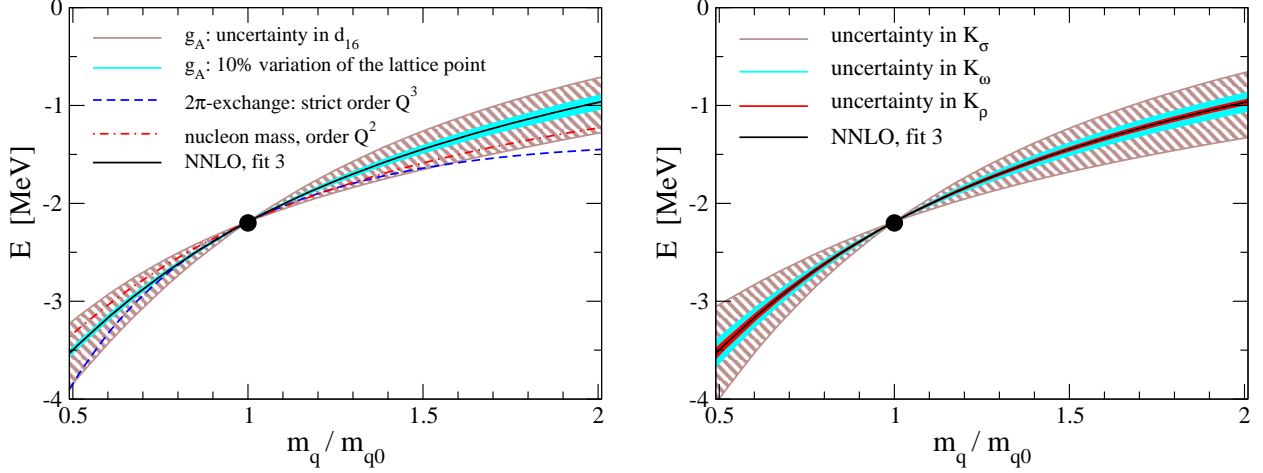 g_A: uncertainty in d_16
g_A: 10% variation of the lattice point
2π-exchange: strict order Q^3
nucleon mass, order Q^2
NNLO, fit 3
E [MeV]
0
-1
-2
-3
-4
0.5
1
1.5
2
m_q / m_q0
uncertainty in K_σ
uncertainty in K_ω
uncertainty in K_ρ
NNLO, fit 3
E [MeV]
0
-1
-2
-3
-4
0.5
1
1.5
2
m_q / m_q0